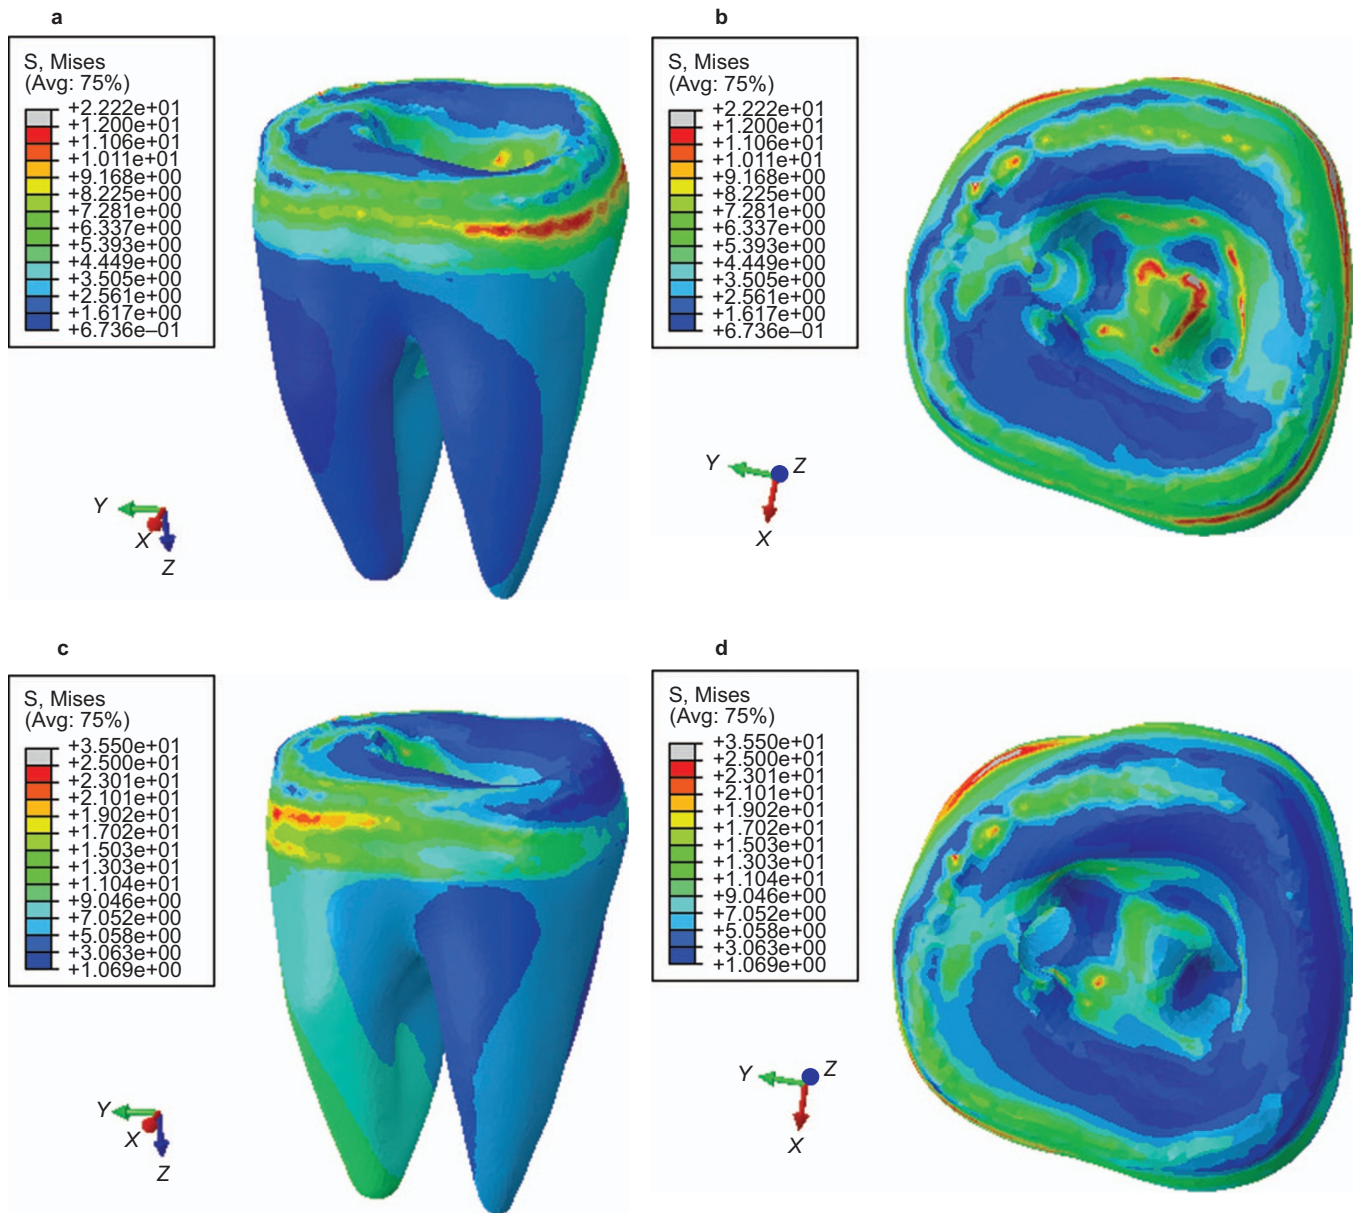 a
S, Mises
(Avg: 75%)
+2.222e+01
+1.200e+01
+1.106e+01
+1.011e+01
+9.168e+00
+8.225e+00
+7.281e+00
+6.337e+00
+5.393e+00
+4.449e+00
+3.505e+00
+2.561e+00
+1.617e+00
+6.736e–01
Y
X
Z
b
S, Mises
(Avg: 75%)
+2.222e+01
+1.200e+01
+1.106e+01
+1.011e+01
+9.168e+00
+8.225e+00
+7.281e+00
+6.337e+00
+5.393e+00
+4.449e+00
+3.505e+00
+2.561e+00
+1.617e+00
+6.736e–01
Y
Z
X
c
S, Mises
(Avg: 75%)
+3.550e+01
+2.500e+01
+2.301e+01
+2.101e+01
+1.902e+01
+1.702e+01
+1.503e+01
+1.303e+01
+1.104e+01
+9.046e+00
+7.052e+00
+5.058e+00
+3.063e+00
+1.069e+00
Y
X
Z
d
S, Mises
(Avg: 75%)
+3.550e+01
+2.500e+01
+2.301e+01
+2.101e+01
+1.902e+01
+1.702e+01
+1.503e+01
+1.303e+01
+1.104e+01
+9.046e+00
+7.052e+00
+5.058e+00
+3.063e+00
+1.069e+00
Y
Z
X